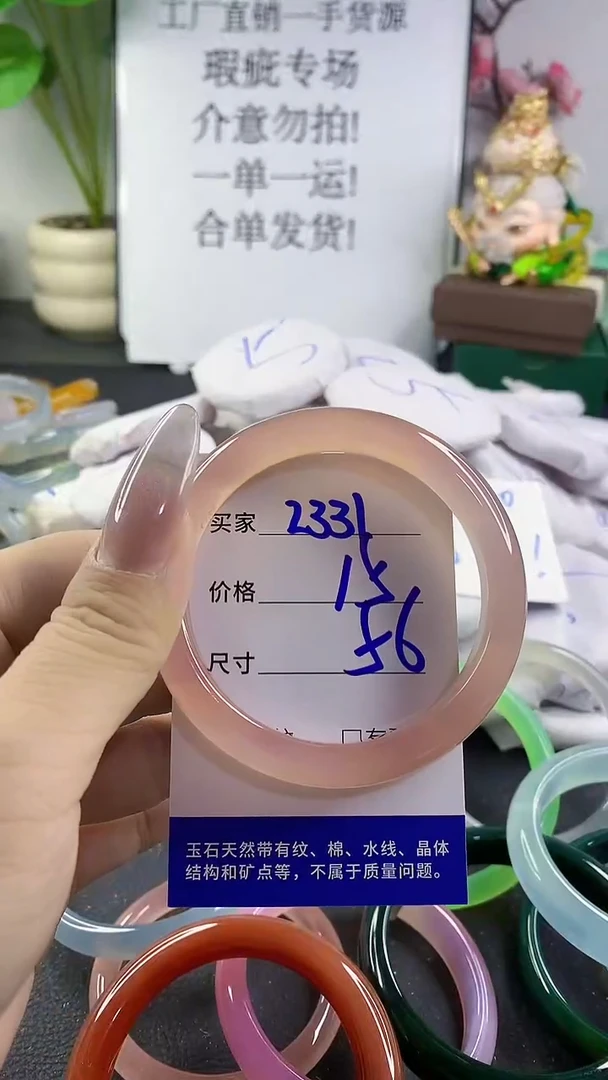 工厂直销一手货源
瑕疵专场
介意勿拍!
一单一运!
合单发货!
买家 2331
价格 15
尺寸 56
玉石天然带有纹、棉、水线、晶体
结构和矿点等，不属于质量问题。